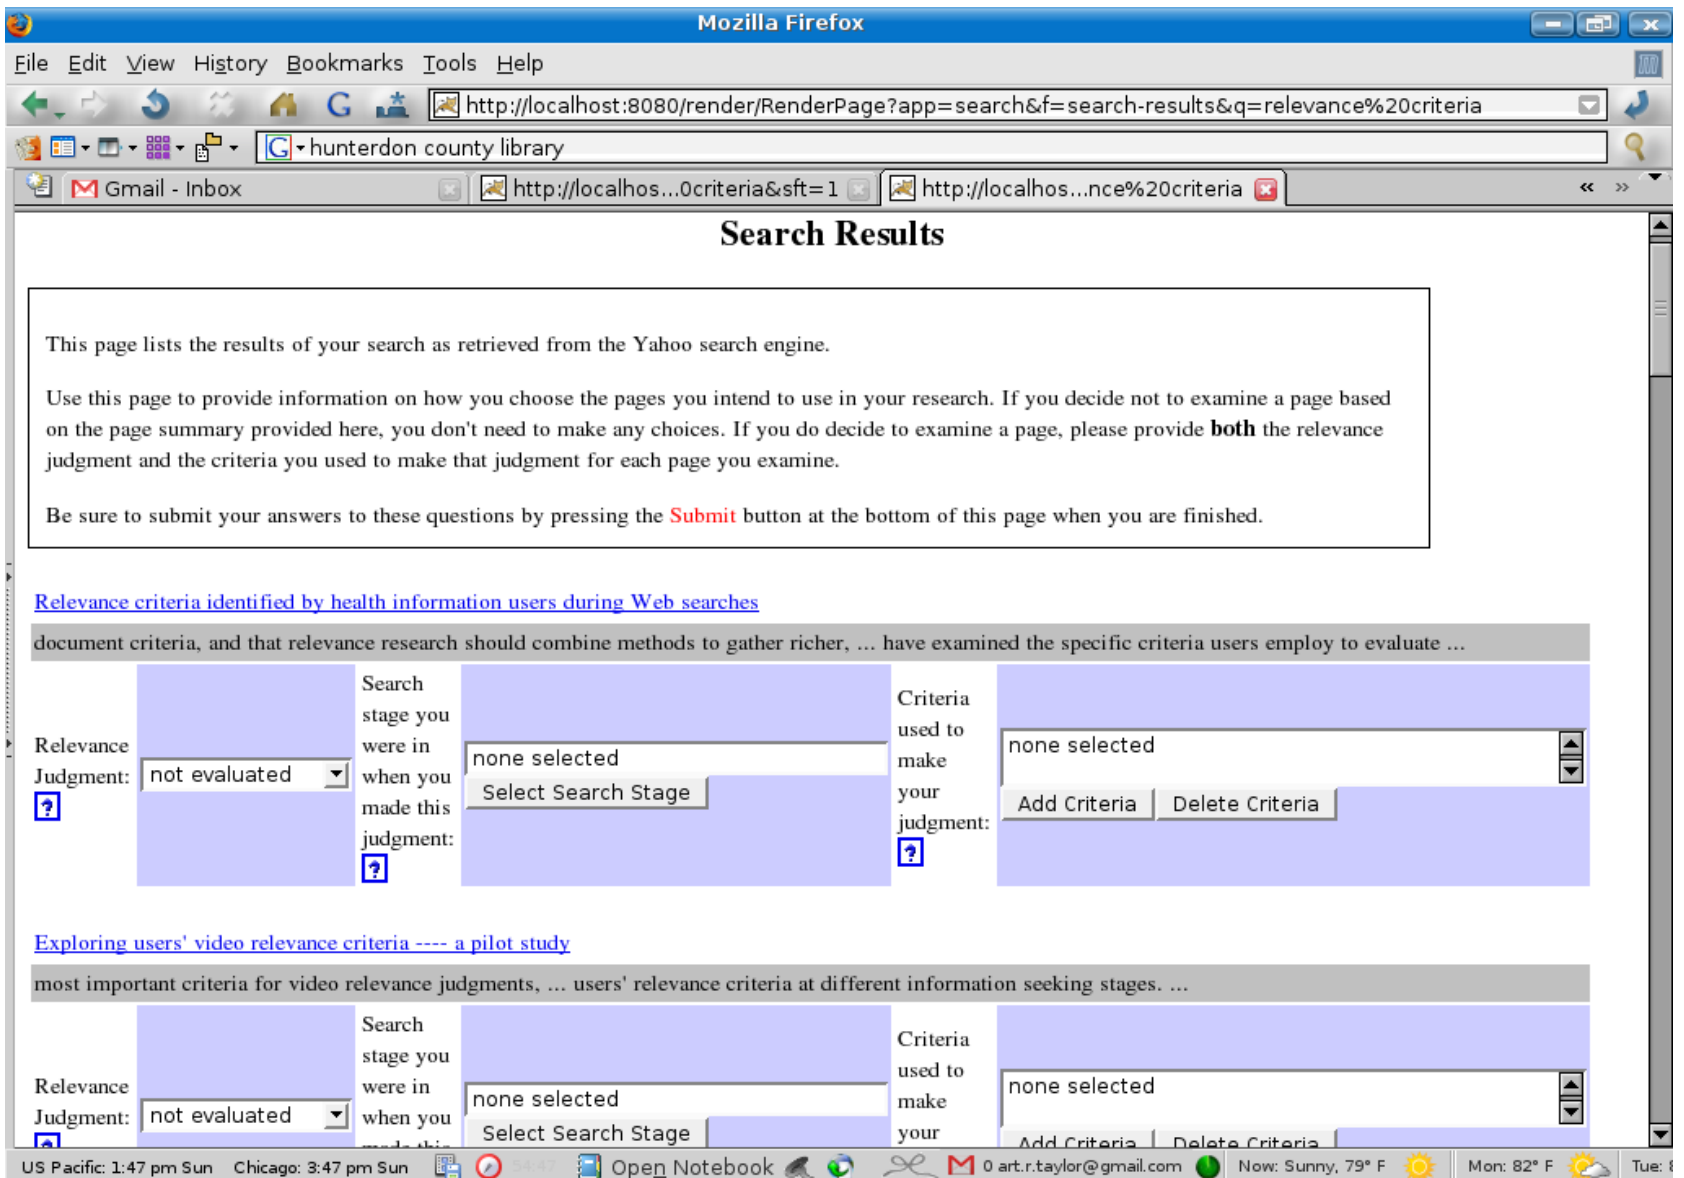 Mozilla Firefox
File Edit View History Bookmarks Tools Help
G http://localhost:8080/render/RenderPage?app=search&f=search-results&q=relevance%20criteria
G hunterdon county library
Gmail - Inbox http://localhos...0criteria&sft=1 http://localhos...nce%20criteria « »
Search Results
This page lists the results of your search as retrieved from the Yahoo search engine.
Use this page to provide information on how you choose the pages you intend to use in your research. If you decide not to examine a page based
on the page summary provided here, you don't need to make any choices. If you do decide to examine a page, please provide both the relevance
judgment and the criteria you used to make that judgment for each page you examine.
Be sure to submit your answers to these questions by pressing the Submit button at the bottom of this page when you are finished.
Relevance criteria identified by health information users during Web searches
document criteria, and that relevance research should combine methods to gather richer, ... have examined the specific criteria users employ to evaluate ...
Relevance
Judgment:
?
not evaluated
Search
stage you
were in
when you
made this
judgment:
?
none selected
Select Search Stage
Criteria
used to
make
your
judgment:
?
none selected
Add Criteria Delete Criteria
Exploring users' video relevance criteria ---- a pilot study
most important criteria for video relevance judgments, ... users' relevance criteria at different information seeking stages. ...
Relevance
Judgment:
not evaluated
Search
stage you
were in
when you
made this
none selected
Select Search Stage
Criteria
used to
make
your
none selected
Add Criteria Delete Criteria
US Pacific: 1:47 pm Sun Chicago: 3:47 pm Sun 54:47 Open Notebook 0 art.r.taylor@gmail.com Now: Sunny, 79° F Mon: 82° F Tue: